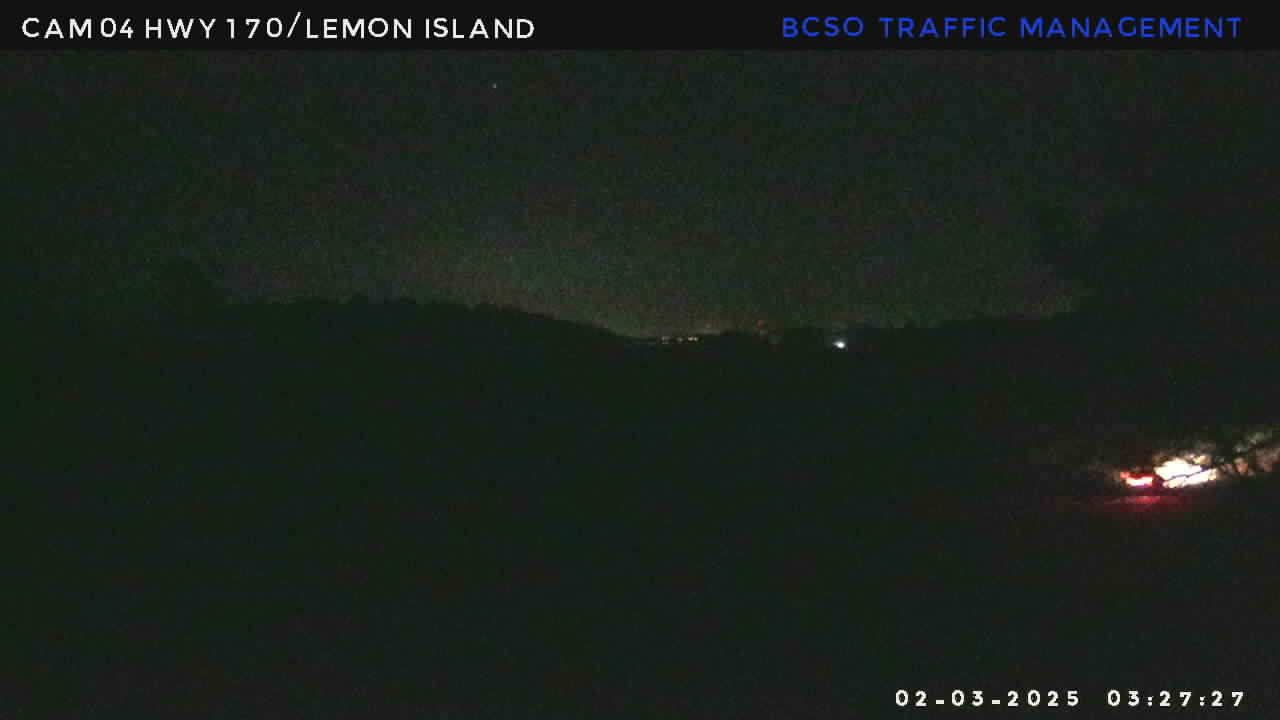 CAM04 HWY 170/LEMON ISLAND
BCSO TRAFFIC MANAGEMENT
02-03-2025 03:27:27